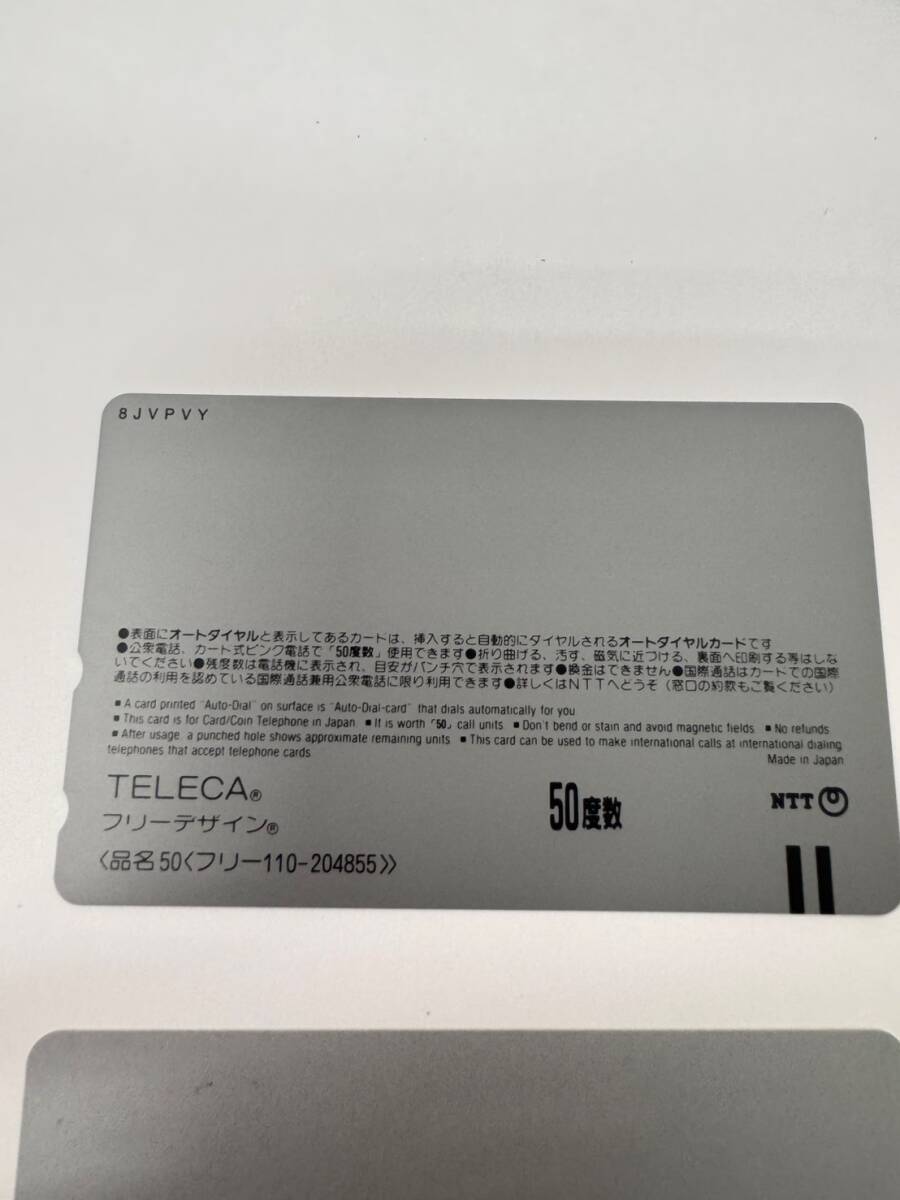 8JVPVY
●表面にオートダイヤルと表示してあるカードは、挿入すると自動的にダイヤルされるオートダイヤルカードです
●公衆電話、カード式ピンク電話で「50度数」使用できます●折り曲げる、汚す、磁気に近づける、裏面へ印刷する等はしな
いでください●残度数は電話機に表示され、目安がパンチ穴で表示されます●換金はできません●国際通話はカードでの国際
通話の利用を認めている国際通話兼用公衆電話に限り利用できます●詳しくはNTTへどうぞ（窓口の約款もご覧ください）
■ A card printed “Auto-Dial” on surface is “Auto-Dial-card” that dials automatically for you
■ This card is for Card/Coin Telephone in Japan ■ It is worth「50」call units ■ Don't bend or stain and avoid magnetic fields ■ No refunds
■ After usage a punched hole shows approximate remaining units ■ This card can be used to make international calls at international dialing
telephones that accept telephone cards
Made in Japan
TELECA®
フリーデザイン®
50度数
NTT
〈品名50〈フリー110-204855〉〉